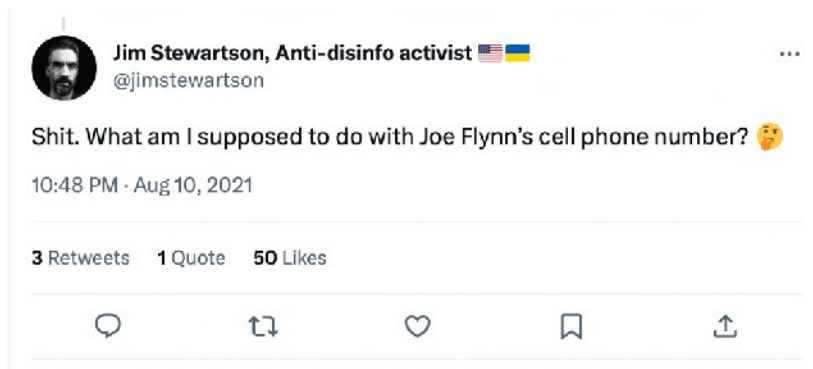 Jim Stewartson, Anti-disinfo activist 🇺🇸🇺🇦
@jimstewartson
Shit. What am I supposed to do with Joe Flynn’s cell phone number? 🤔
10:48 PM · Aug 10, 2021
3 Retweets 1 Quote 50 Likes